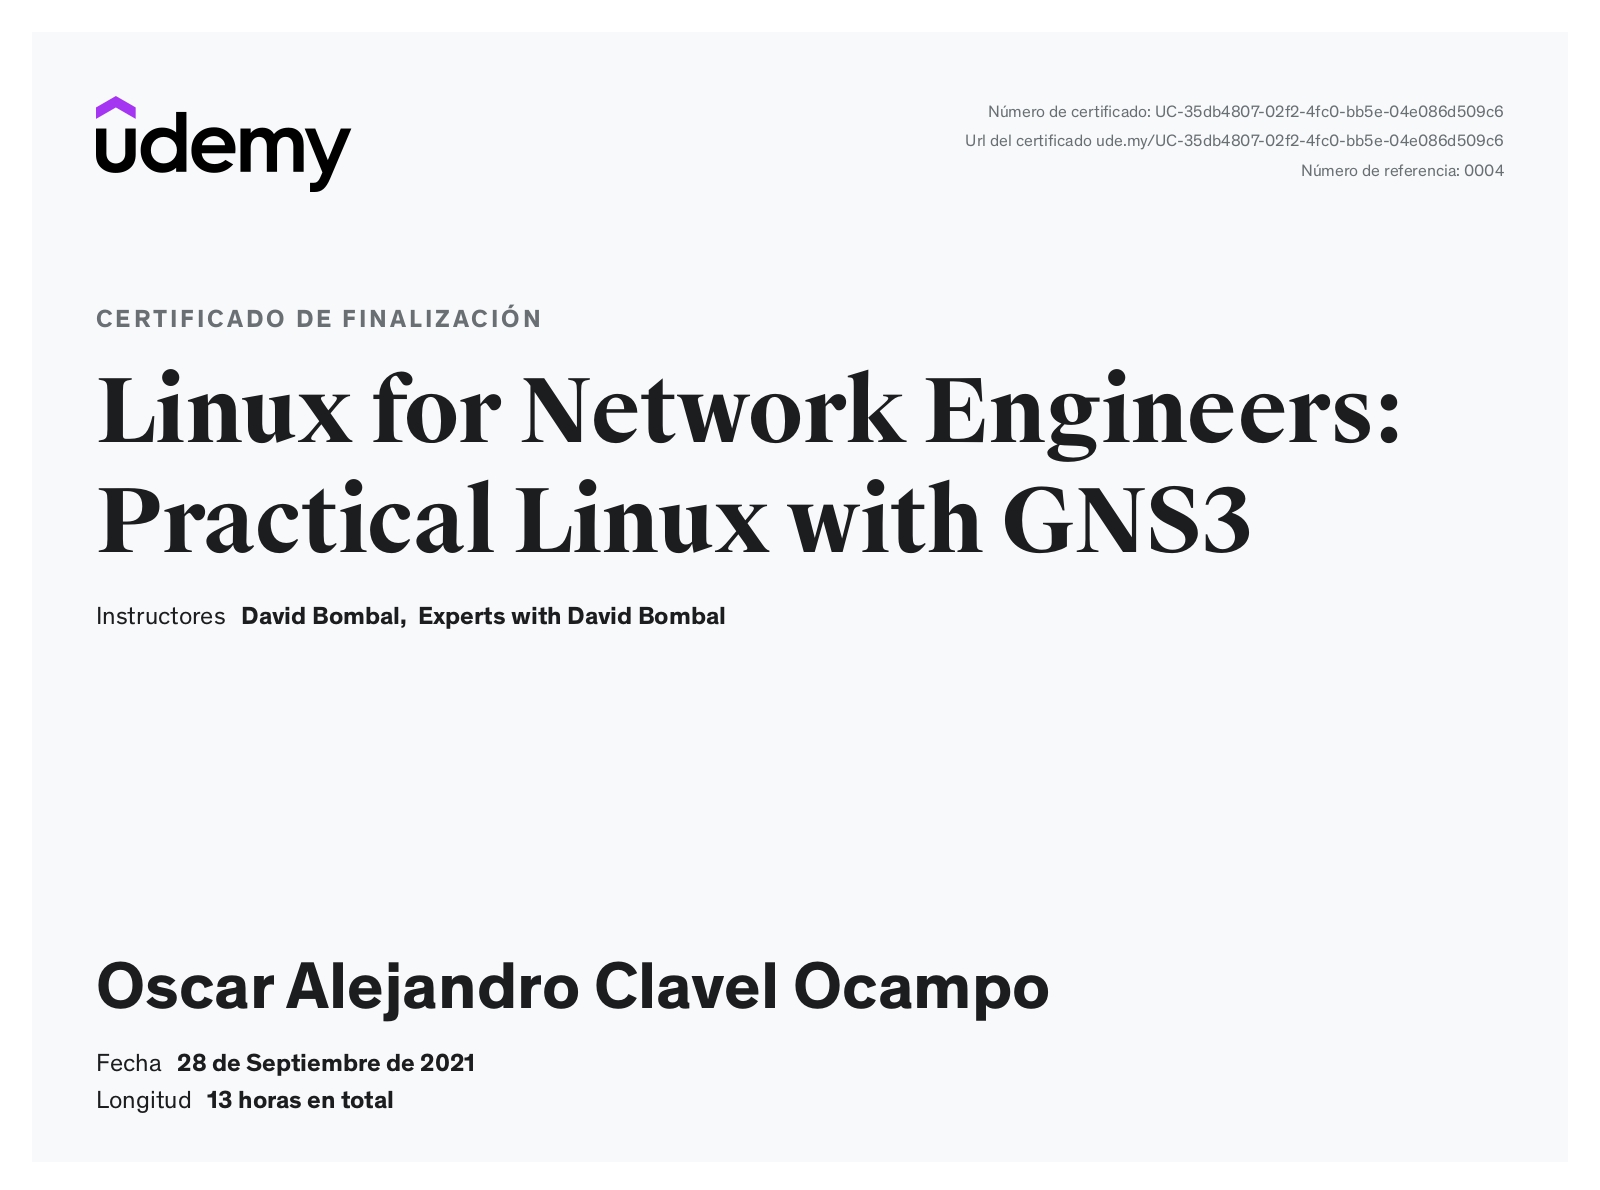 udemy
Número de certificado: UC-35db4807-02f2-4fc0-bb5e-04e086d509c6
Url del certificado ude.my/UC-35db4807-02f2-4fc0-bb5e-04e086d509c6
Número de referencia: 0004
CERTIFICADO DE FINALIZACIÓN
Linux for Network Engineers:
Practical Linux with GNS3
Instructores David Bombal, Experts with David Bombal
Oscar Alejandro Clavel Ocampo
Fecha 28 de Septiembre de 2021
Longitud 13 horas en total